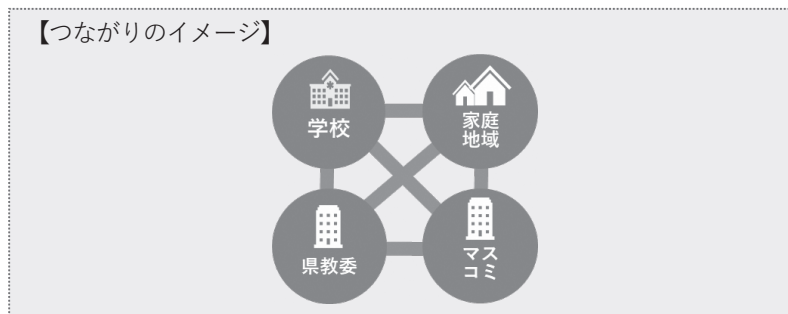 【つながりのイメージ】
学校
家庭
地域
県教委
マス
コミ